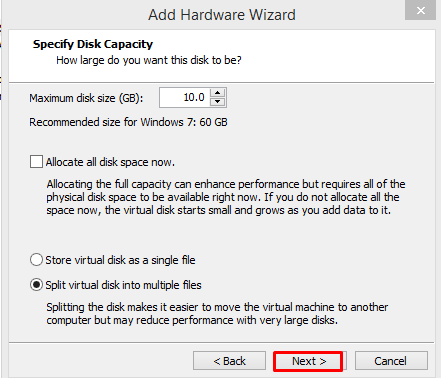 Add Hardware Wizard
Specify Disk Capacity
How large do you want this disk to be?
Maximum disk size (GB): 10.0
Recommended size for Windows 7: 60 GB
Allocate all disk space now.
Allocating the full capacity can enhance performance but requires all of the
physical disk space to be available right now. If you do not allocate all the
space now, the virtual disk starts small and grows as you add data to it.
Store virtual disk as a single file
Split virtual disk into multiple files
Splitting the disk makes it easier to move the virtual machine to another
computer but may reduce performance with very large disks.
< Back Next > Cancel